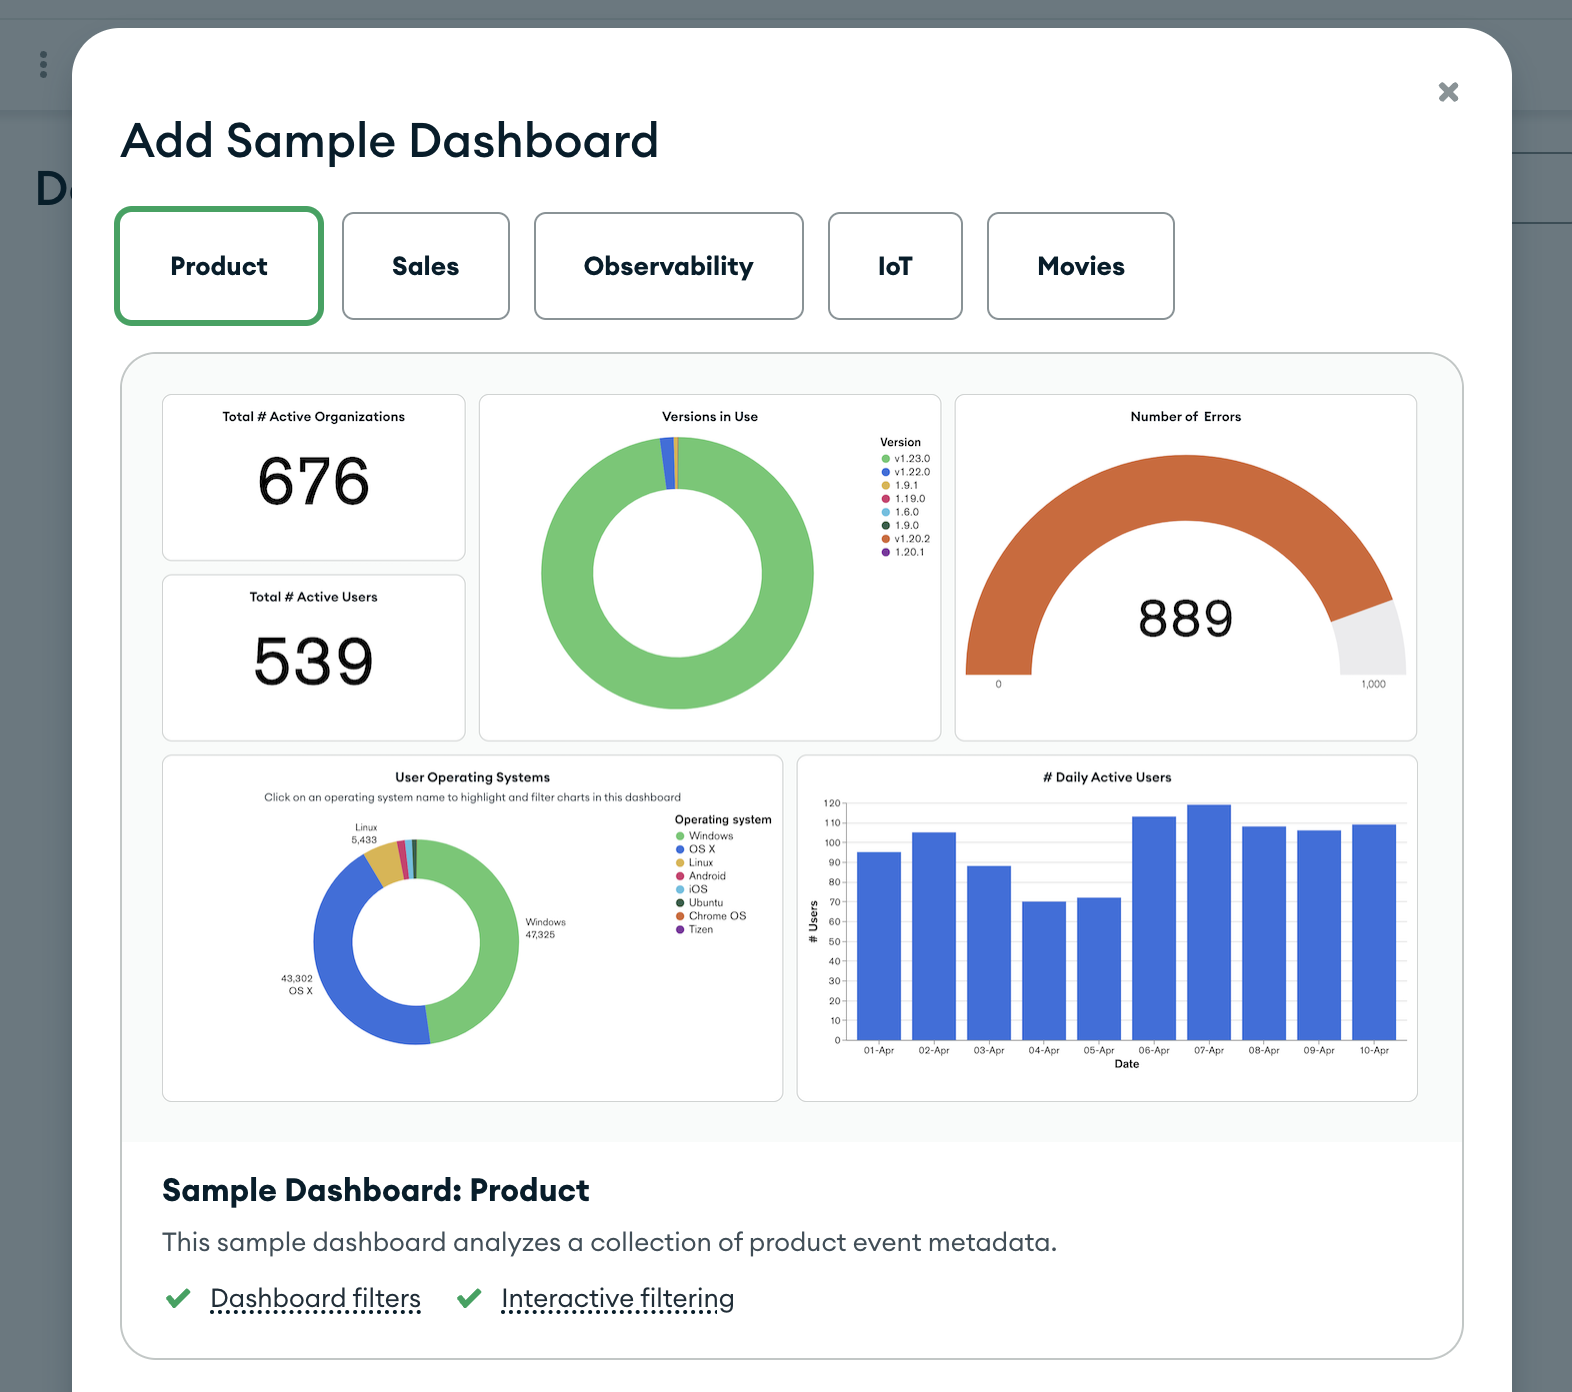 Add Sample Dashboard
Product
Sales
Observability
IoT
Movies
Total # Active Organizations
676
Total # Active Users
539
Versions in Use
Version
v1.23.0
v1.22.0
1.9.1
1.19.0
1.6.0
1.9.0
v1.20.2
1.20.1
Number of Errors
889
0
1,000
User Operating Systems
Click on an operating system name to highlight and filter charts in this dashboard
Linux
5,433
Windows
47,325
43,302
OS X
Operating system
Windows
OS X
Linux
Android
iOS
Ubuntu
Chrome OS
Tizen
# Daily Active Users
# Users
120
110
100
90
80
70
60
50
40
30
20
10
0
01-Apr
02-Apr
03-Apr
04-Apr
05-Apr
06-Apr
07-Apr
08-Apr
09-Apr
10-Apr
Date
Sample Dashboard: Product
This sample dashboard analyzes a collection of product event metadata.
Dashboard filters
Interactive filtering